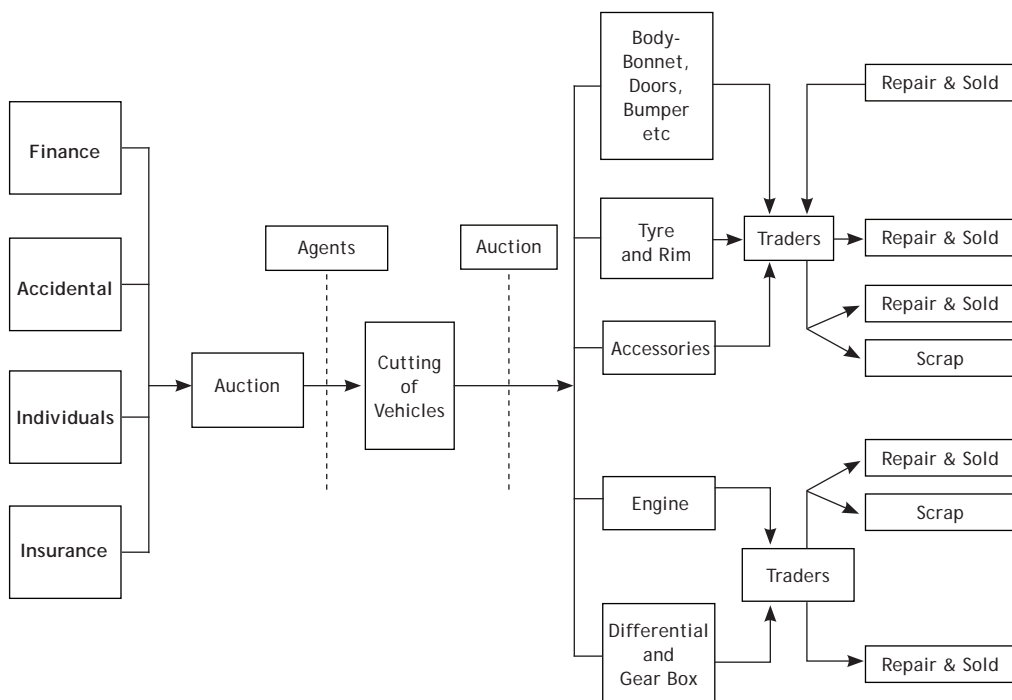 Finance
Accidental
Individuals
Insurance
Auction
Agents
Cutting
of
Vehicles
Auction
Body-
Bonnet,
Doors,
Bumper
etc
Tyre
and Rim
Accessories
Engine
Differential
and
Gear Box
Traders
Traders
Repair & Sold
Repair & Sold
Repair & Sold
Scrap
Repair & Sold
Scrap
Repair & Sold